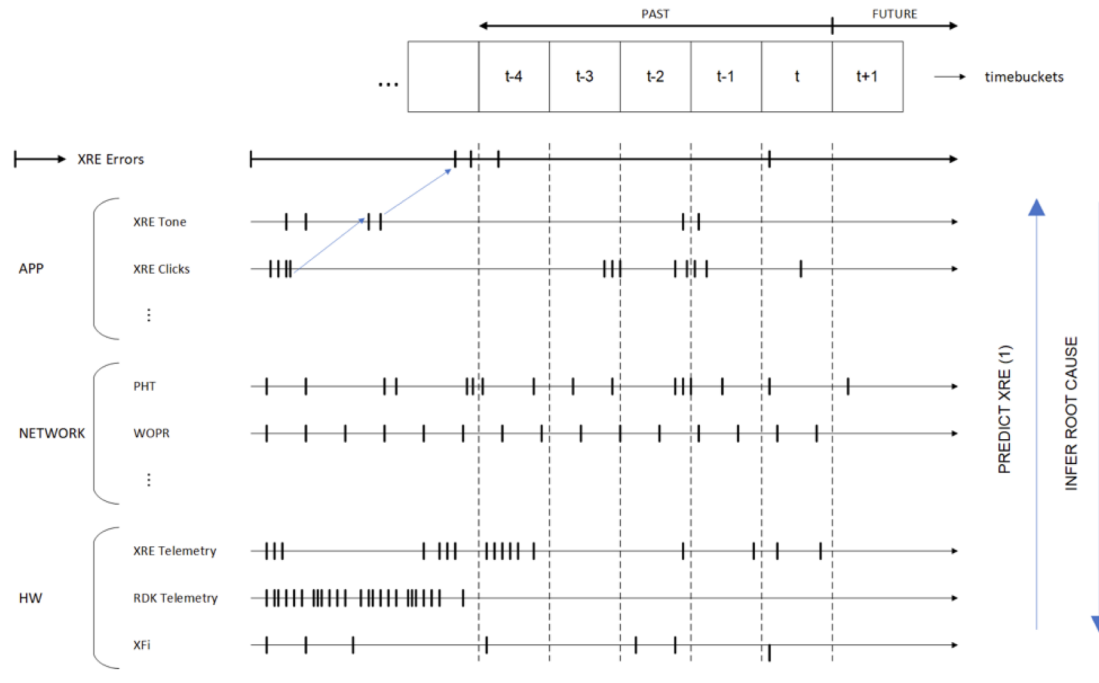 PAST
FUTURE
...
t-4
t-3
t-2
t-1
t
t+1
timebuckets
XRE Errors
XRE Tone
APP
XRE Clicks
⋮
PHT
NETWORK
WOPR
⋮
XRE Telemetry
HW
RDK Telemetry
XFi
PREDICT XRE (1)
INFER ROOT CAUSE